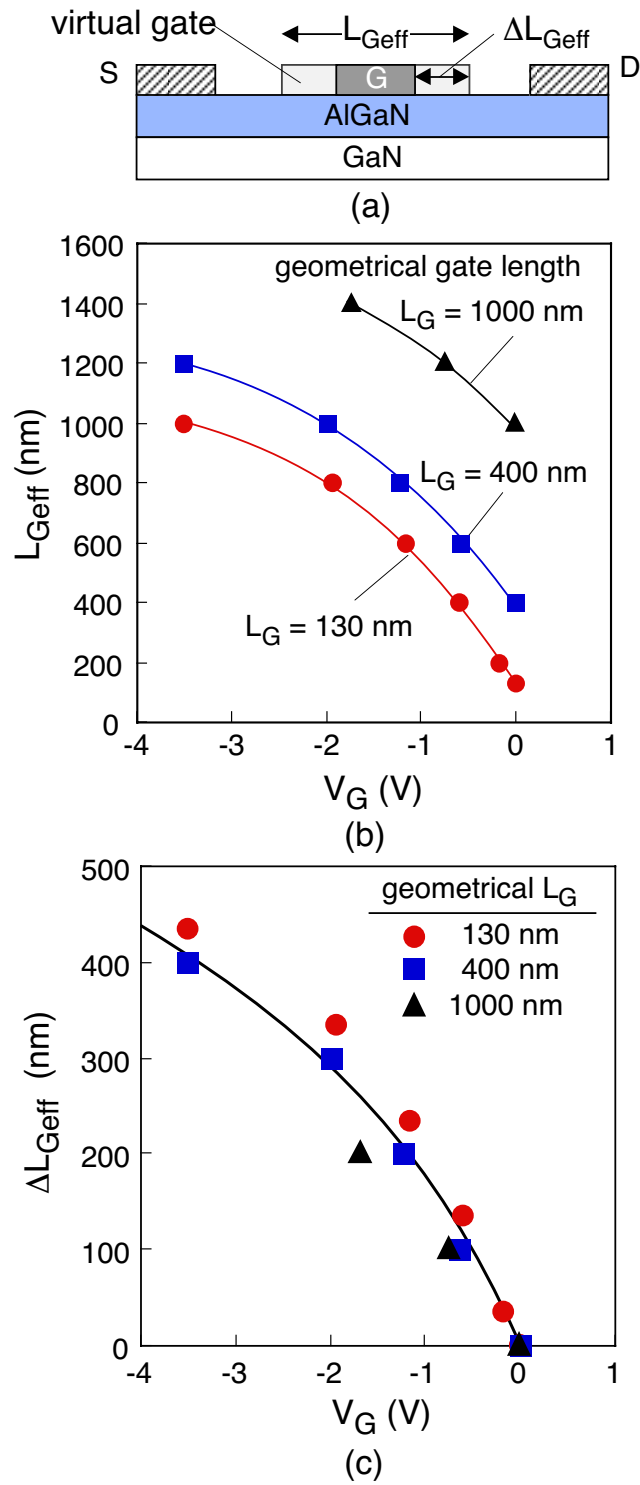 virtual gate
L_Geff
ΔL_Geff
S
G
D
AlGaN
GaN
(a)
1600
1400
1200
1000
800
600
400
200
0
L_Geff (nm)
geometrical gate length
L_G = 1000 nm
L_G = 400 nm
L_G = 130 nm
-4 -3 -2 -1 0 1
V_G (V)
(b)
500
400
300
200
100
0
ΔL_Geff (nm)
geometrical L_G
130 nm
400 nm
1000 nm
-4 -3 -2 -1 0 1
V_G (V)
(c)